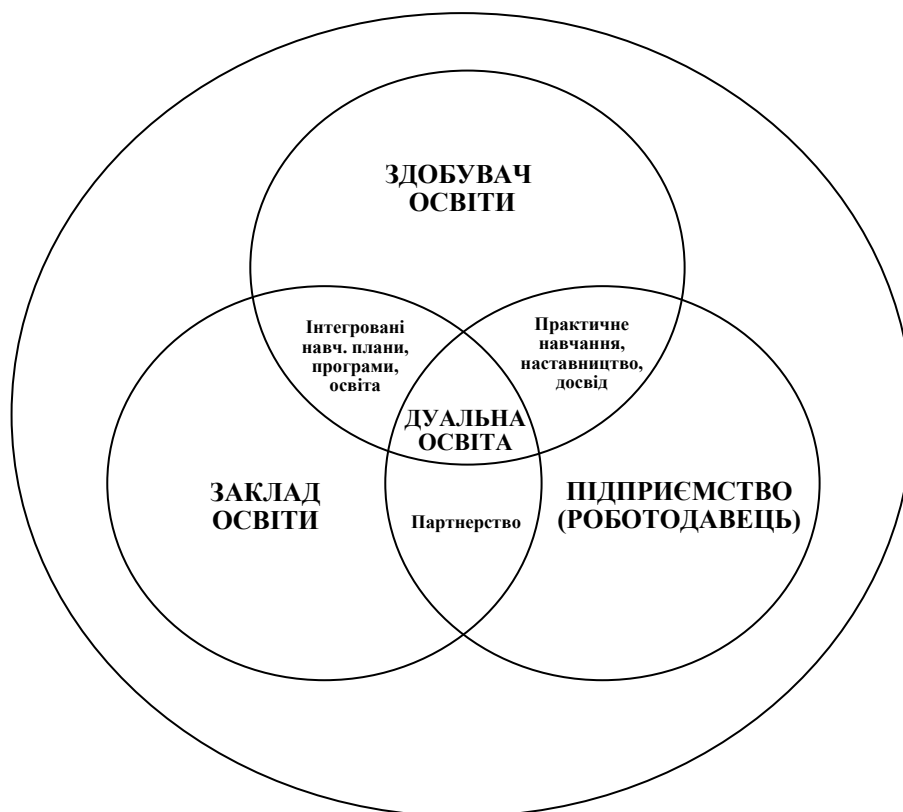 ЗДОБУВАЧ
ОСВІТИ
Інтегровані
навч. плани,
програми,
освіта
Практичне
навчання,
наставництво,
досвід
ДУАЛЬНА
ОСВІТА
ЗАКЛАД
ОСВІТИ
Партнерство
ПІДПРИЄМСТВО
(РОБОТОДАВЕЦЬ)